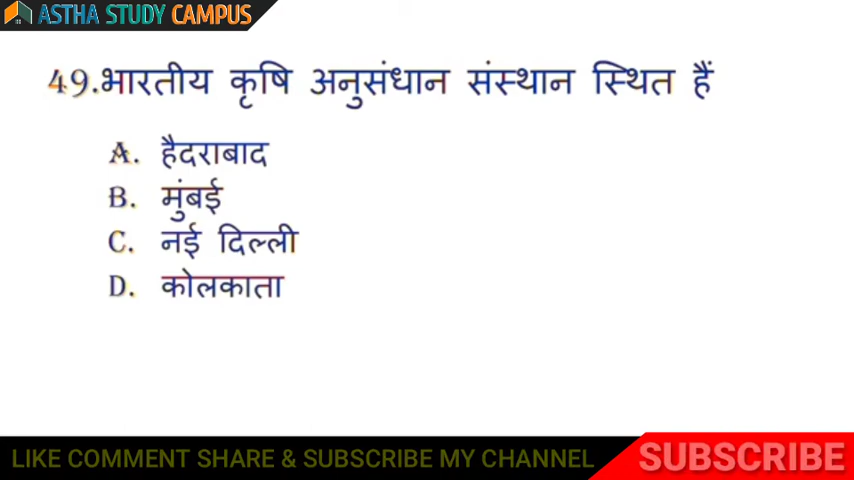 ASTHA STUDY CAMPUS
49.भारतीय कृषि अनुसंधान संस्थान स्थित हैं
A. हैदराबाद
B. मुंबई
C. नई दिल्ली
D. कोलकाता
LIKE COMMENT SHARE & SUBSCRIBE MY CHANNEL SUBSCRIBE